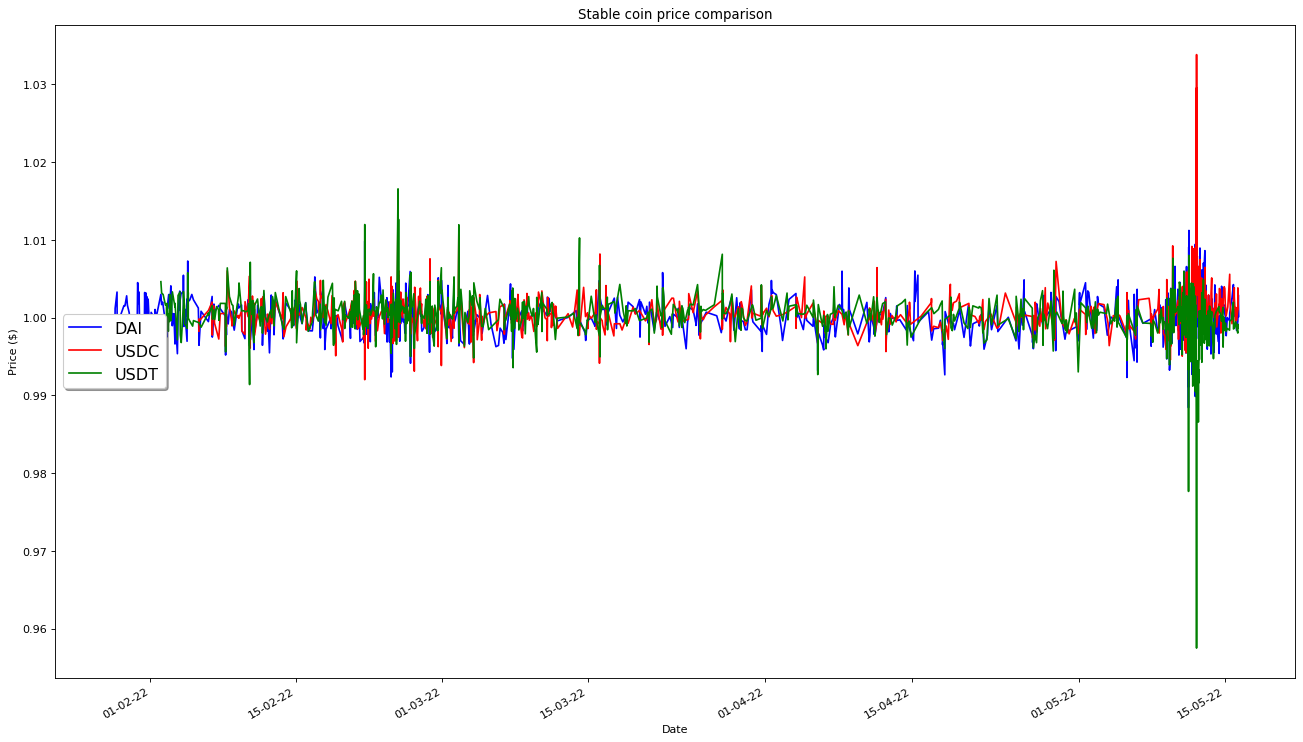 Stable coin price comparison
Price ($)
1.03
1.02
1.01
1.00
0.99
0.98
0.97
0.96
DAI
USDC
USDT
01-02-22
15-02-22
01-03-22
15-03-22
01-04-22
15-04-22
01-05-22
15-05-22
Date